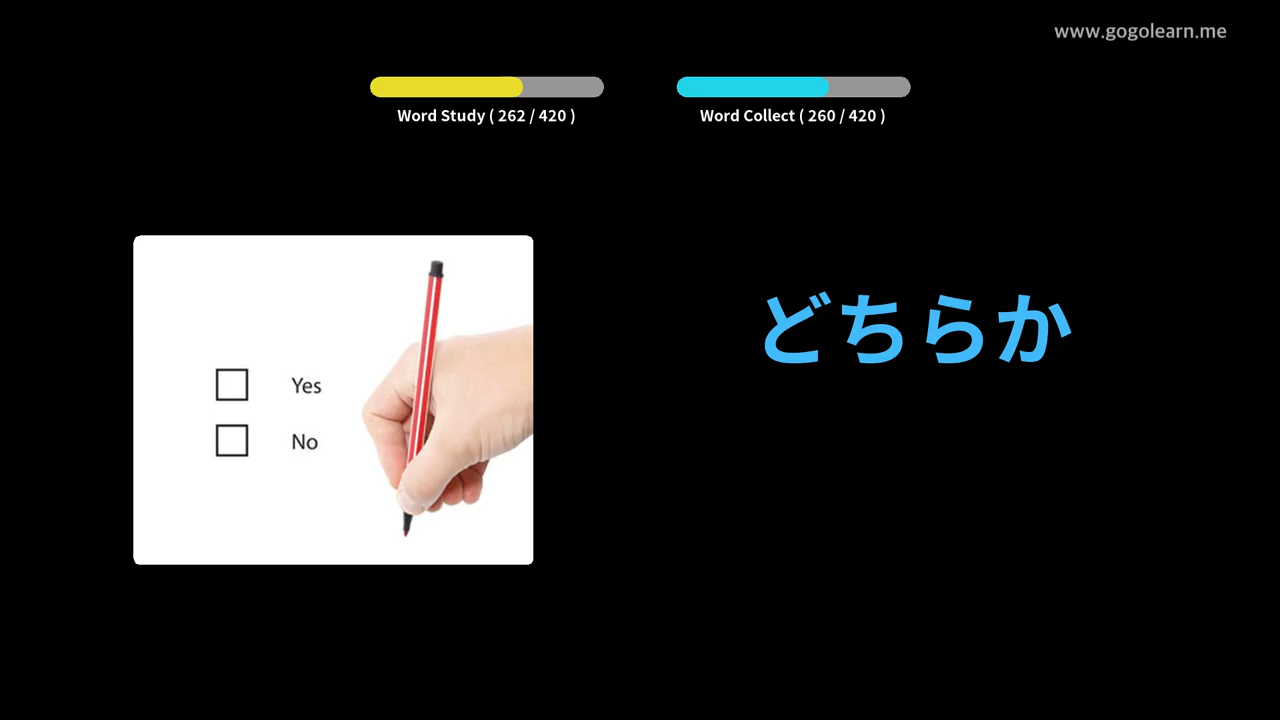 www.gogolearn.me
Word Study ( 262 / 420 )
Word Collect ( 260 / 420 )
Yes
No
どちらか